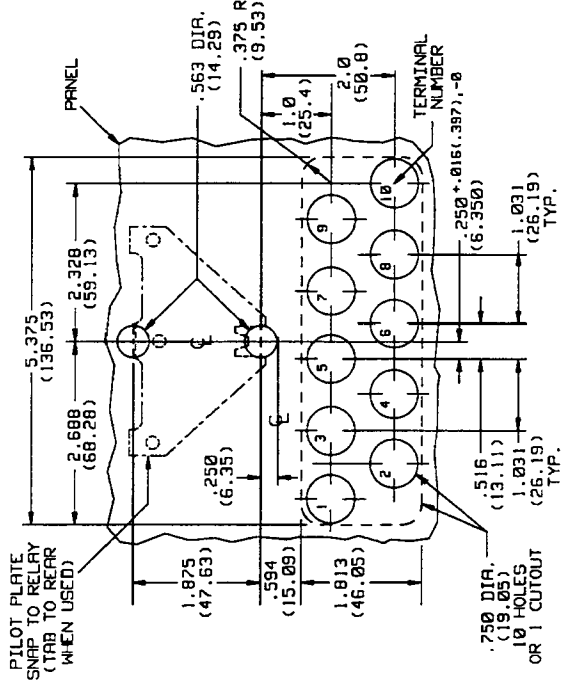 PILOT PLATE
SNAP TO RELAY
(TAB TO REAR
WHEN USED)
5.375
(136.53)
2.688
(68.28)
2.328
(59.13)
PANEL
.563 DIA.
(14.29)
.375 R
(9.53)
1.875
(47.63)
.250
(6.35)
℄
℄
1.0
(25.4)
2.0
(50.8)
.594
(15.09)
1.813
(46.05)
1
3
5
7
9
2
4
6
8
10
TERMINAL
NUMBER
.250 +.016(.397),-0
(6.350)
.516
(13.11)
1.031
(26.19)
TYP.
1.031
(26.19)
TYP.
.750 DIA.
(19.05)
10 HOLES
OR 1 CUTOUT